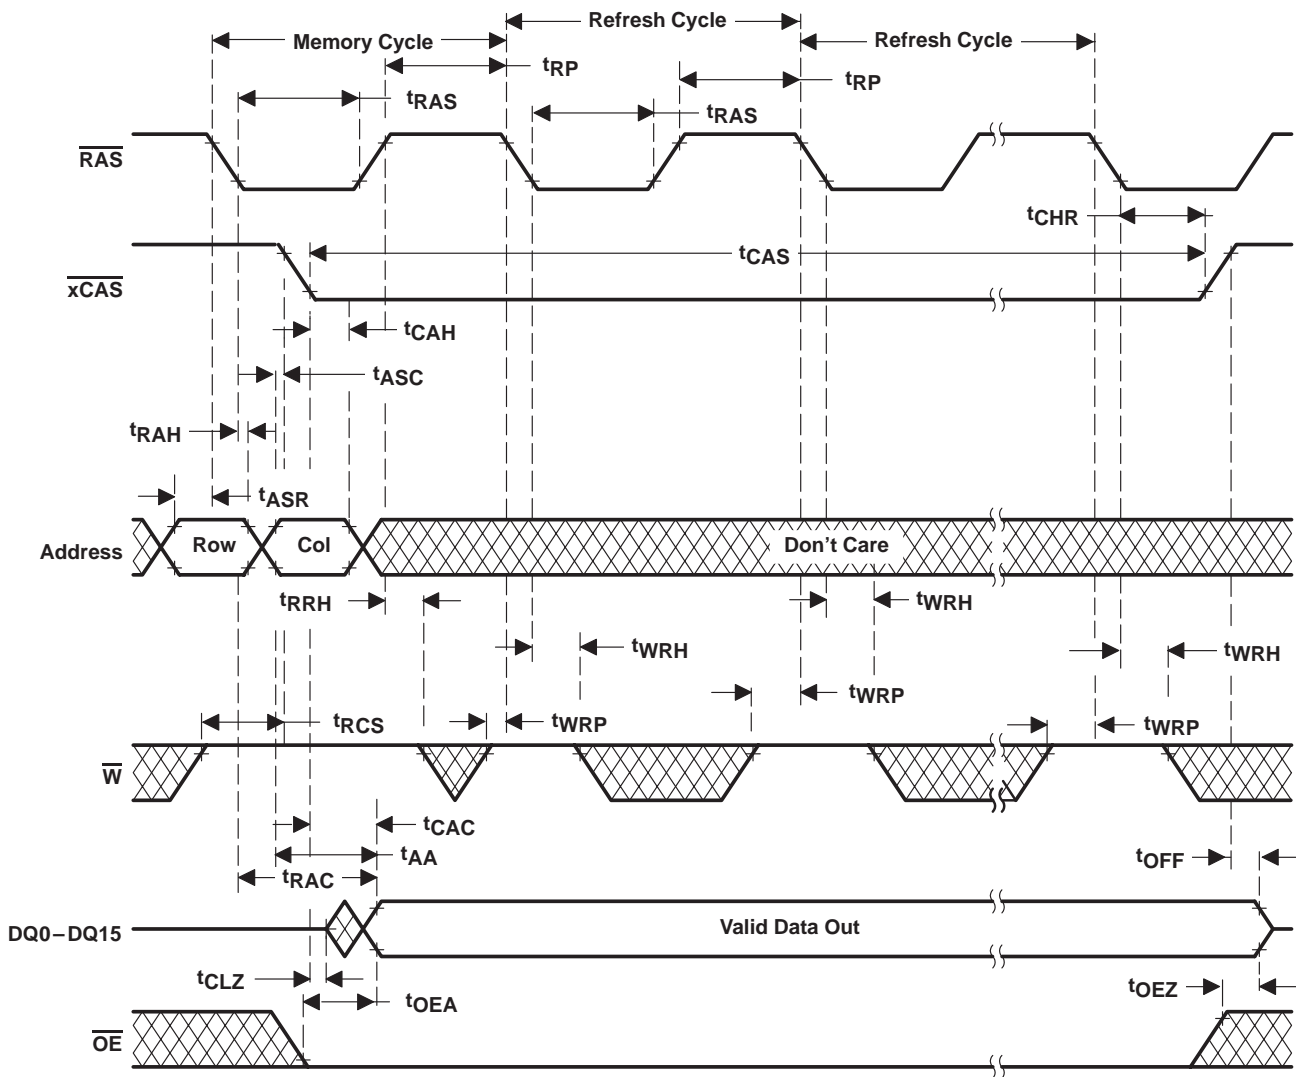 Refresh Cycle
Memory Cycle
Refresh Cycle
tRP
tRP
tRAS
tRAS
RAS
tCHR
tCAS
xCAS
tCAH
tASC
tRAH
tASR
Address
Row
Col
Don't Care
tRRH
tWRH
tWRH
tWRH
tWRP
tRCS
tWRP
tWRP
W
tCAC
tAA
tOFF
tRAC
DQ0–DQ15
Valid Data Out
tCLZ
tOEZ
tOEA
OE